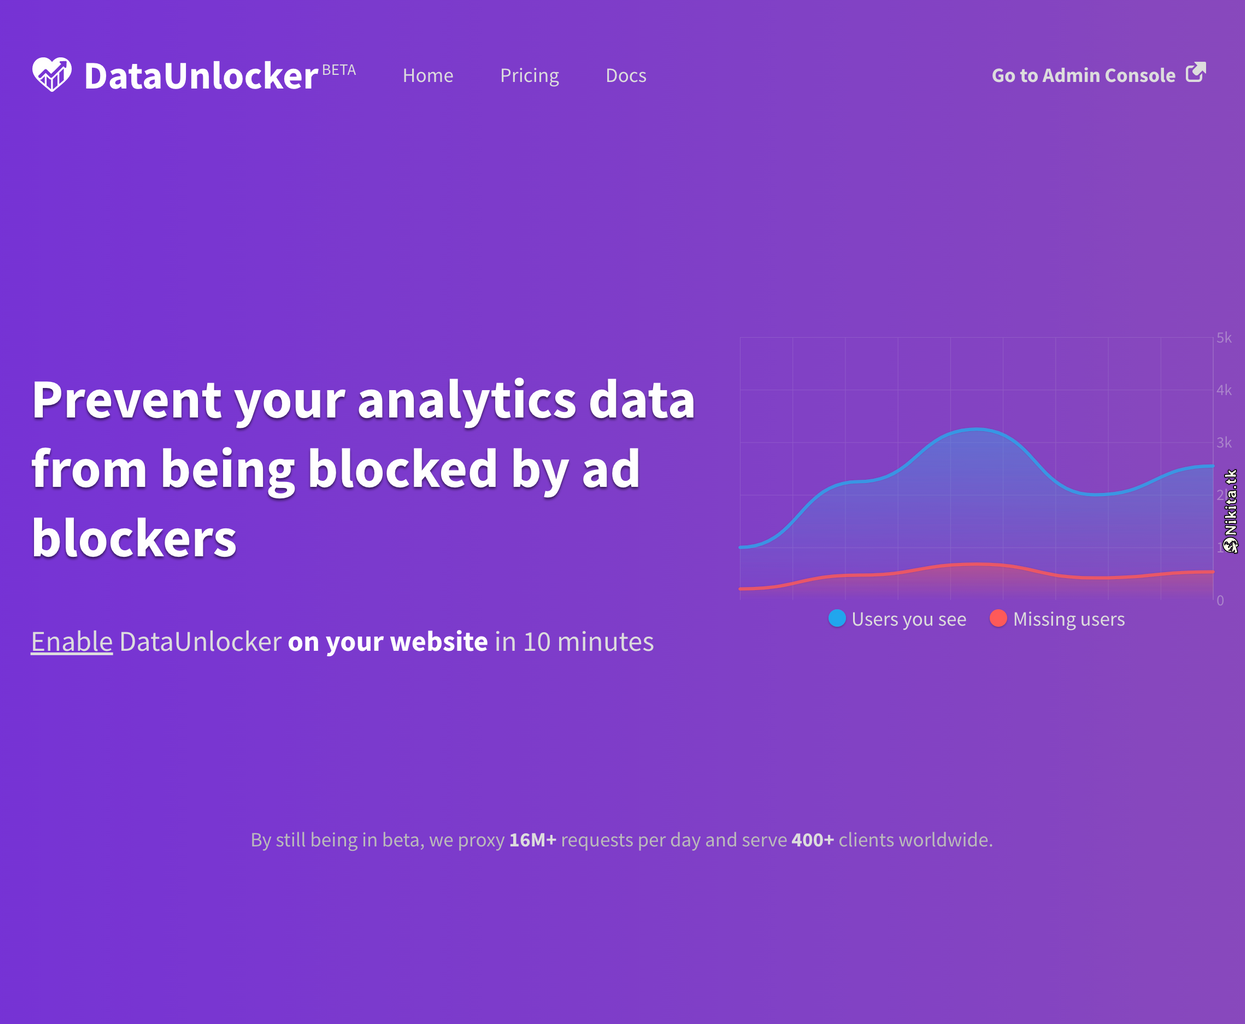 DataUnlocker BETA
Home
Pricing
Docs
Go to Admin Console
Prevent your analytics data
from being blocked by ad
blockers
Enable DataUnlocker on your website in 10 minutes
5k
4k
3k
2
0
Nikita.tk
Users you see
Missing users
By still being in beta, we proxy 16M+ requests per day and serve 400+ clients worldwide.